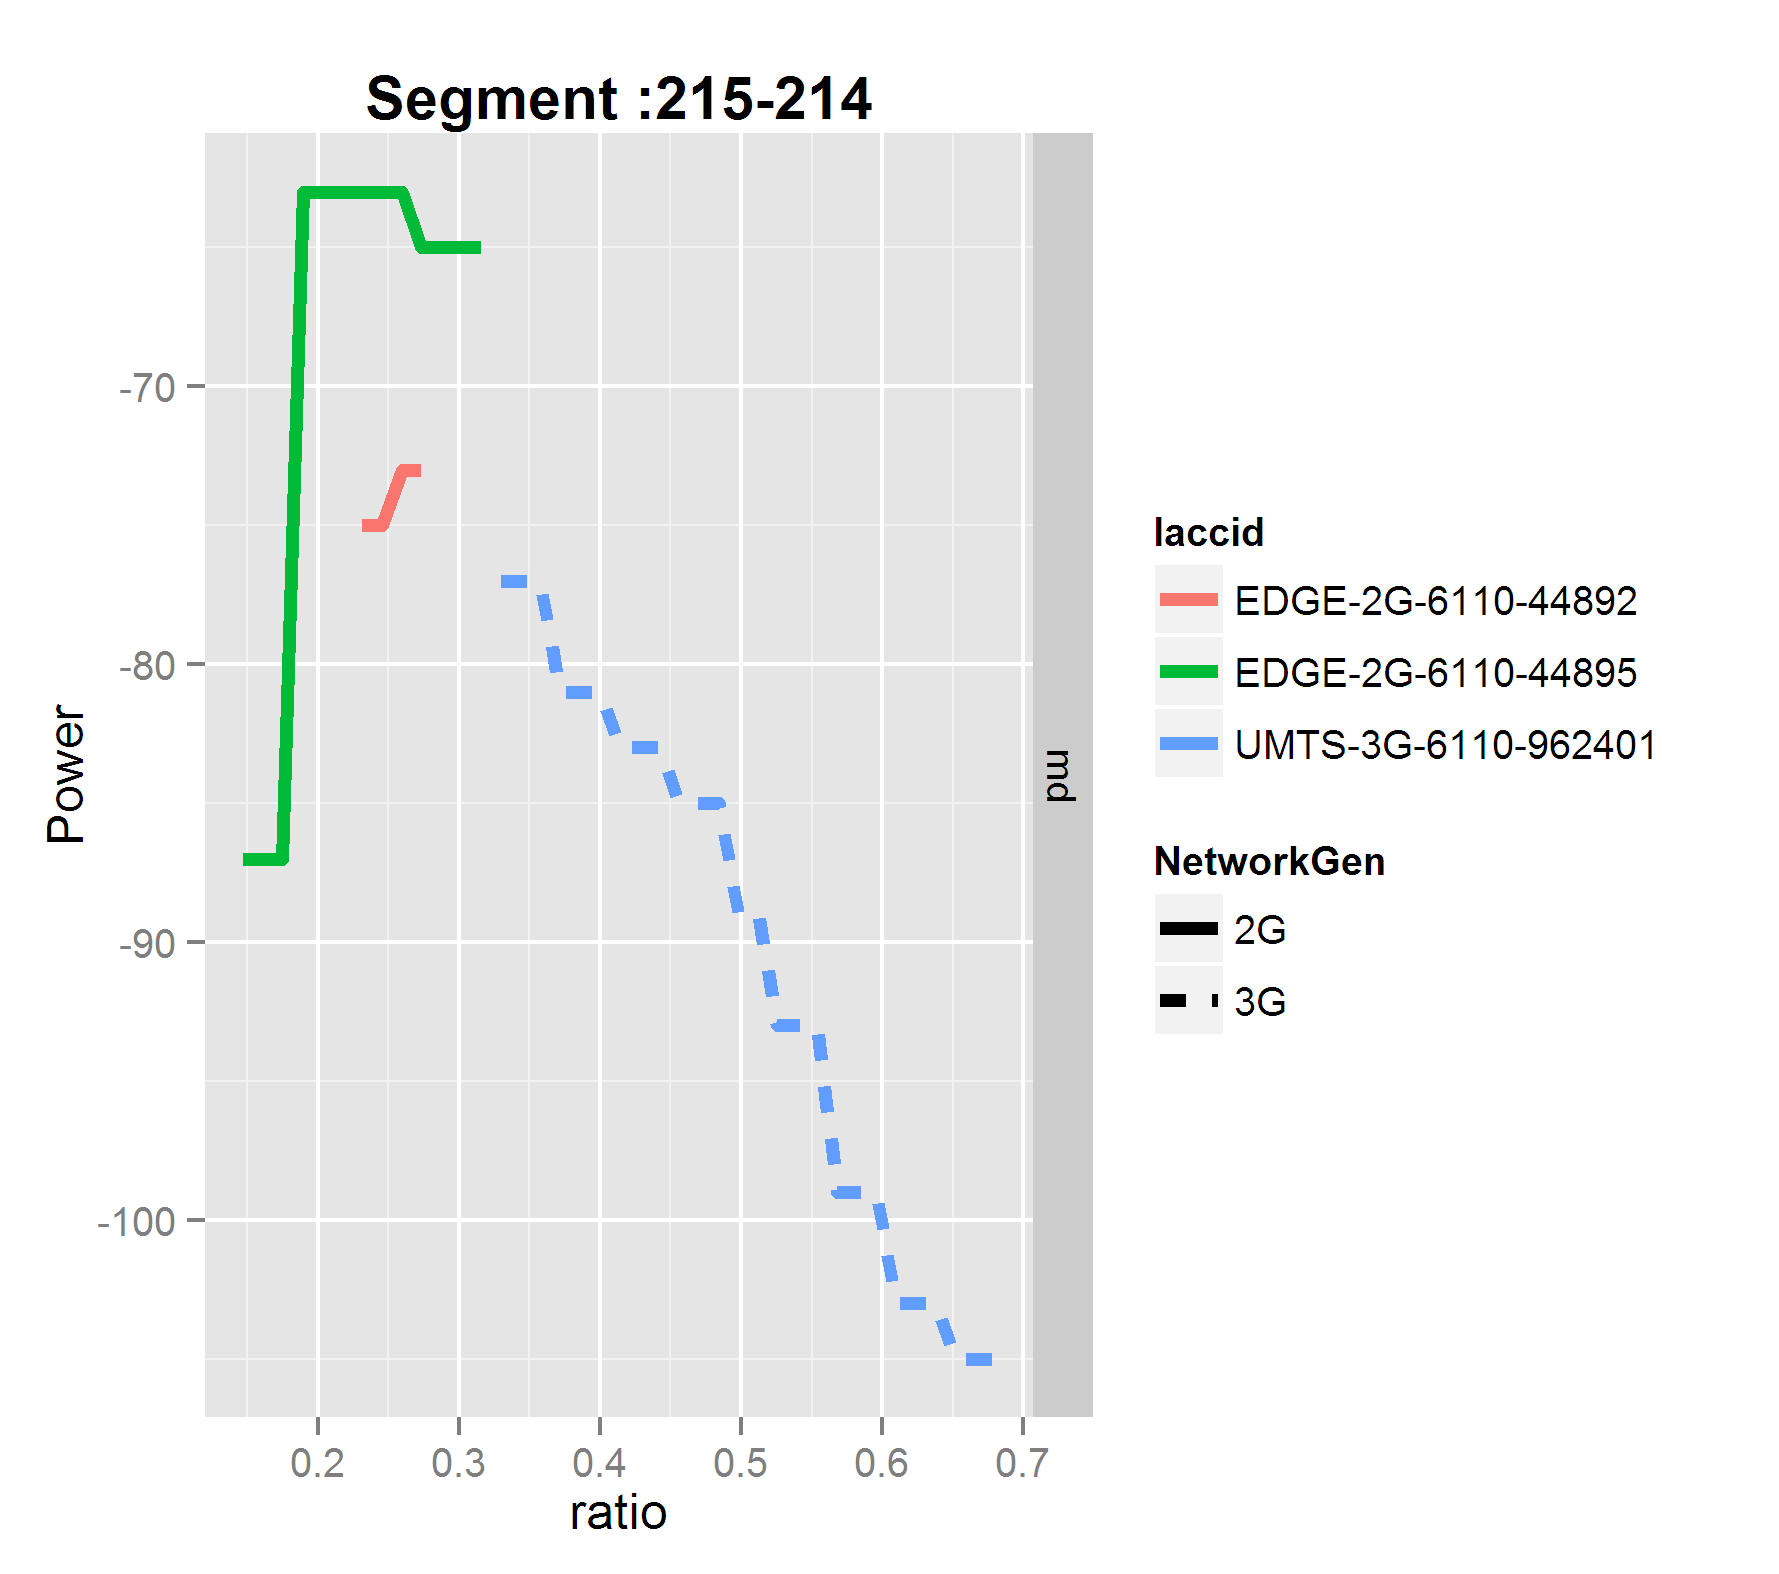 Segment :215-214
-70
-80
-90
-100
Power
0.2
0.3
0.4
0.5
0.6
0.7
ratio
md
laccid
EDGE-2G-6110-44892
EDGE-2G-6110-44895
UMTS-3G-6110-962401
NetworkGen
2G
3G